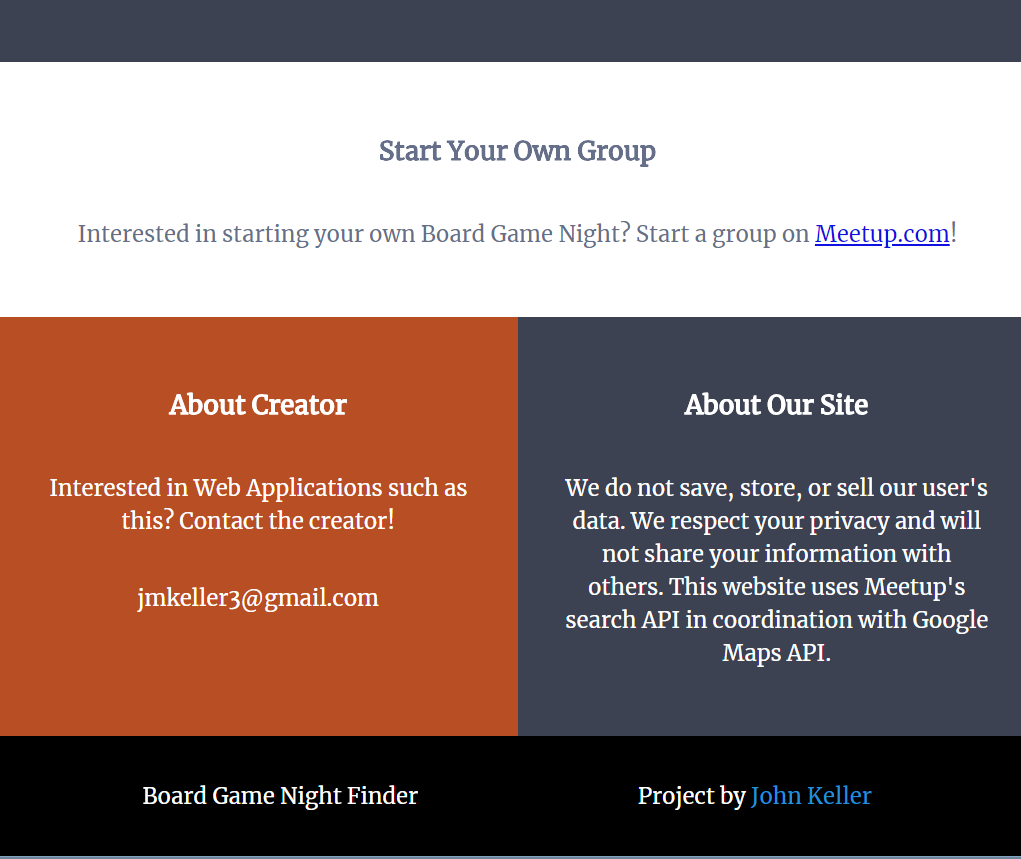 Start Your Own Group
Interested in starting your own Board Game Night? Start a group on Meetup.com!
About Creator
Interested in Web Applications such as
this? Contact the creator!
jmkeller3@gmail.com
About Our Site
We do not save, store, or sell our user's
data. We respect your privacy and will
not share your information with
others. This website uses Meetup's
search API in coordination with Google
Maps API.
Board Game Night Finder
Project by John Keller